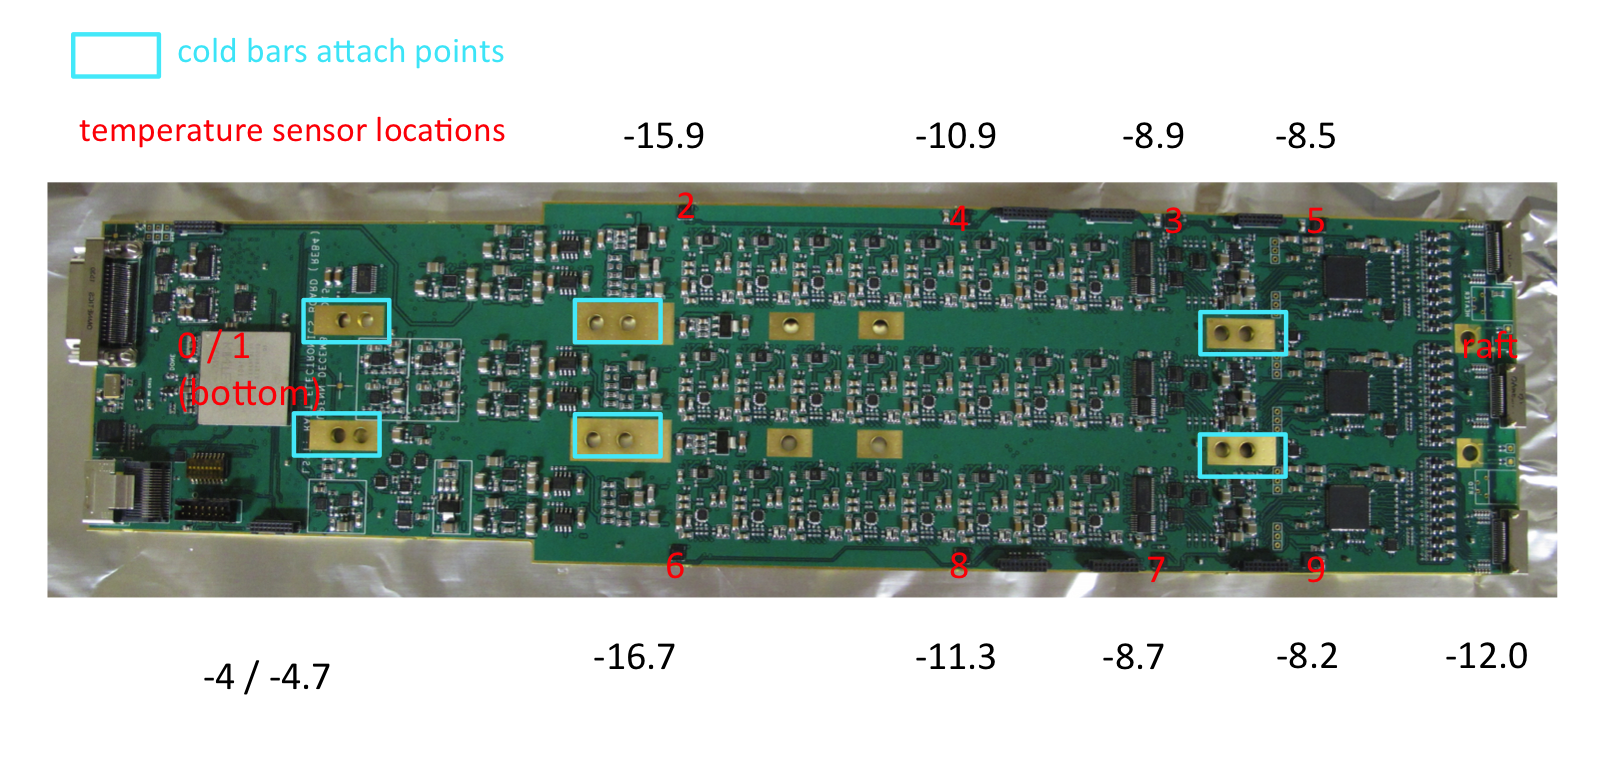 cold bars attach points
temperature sensor locations
-15.9
-10.9
-8.9
-8.5
2
4
3
5
0 / 1
raft
(bottom)
6
8
7
9
-4 / -4.7
-16.7
-11.3
-8.7
-8.2
-12.0